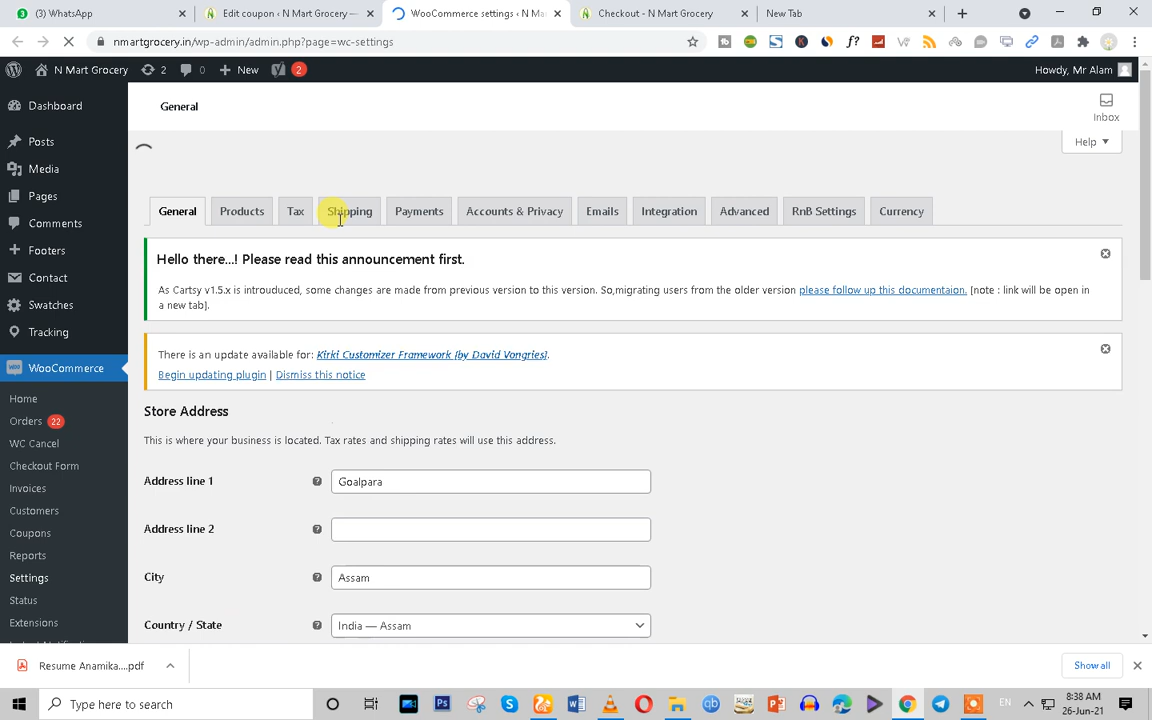 (3) WhatsApp
Edit coupon ‹ N Mart Grocery —
WooCommerce settings ‹ N Ma
Checkout - N Mart Grocery
New Tab
nmartgrocery.in/wp-admin/admin.php?page=wc-settings
N Mart Grocery
2
0
New
2
Howdy, Mr Alam
Dashboard
Posts
Media
Pages
Comments
Footers
Contact
Swatches
Tracking
WooCommerce
Home
Orders 22
WC Cancel
Checkout Form
Invoices
Customers
Coupons
Reports
Settings
Status
Extensions
General
Inbox
Help ▼
General
Products
Tax
Shipping
Payments
Accounts & Privacy
Emails
Integration
Advanced
RnB Settings
Currency
Hello there...! Please read this announcement first.
As Cartsy v1.5.x is introuduced, some changes are made from previous version to this version. So,migrating users from the older version please follow up this documentaion. [note : link will be open in
a new tab].
There is an update available for: Kirki Customizer Framework [by David Vongries].
Begin updating plugin | Dismiss this notice
Store Address
This is where your business is located. Tax rates and shipping rates will use this address.
Address line 1
Goalpara
Address line 2
City
Assam
Country / State
India — Assam
Resume Anamika....pdf
Show all
Type here to search
EN
8:38 AM
26-Jun-21